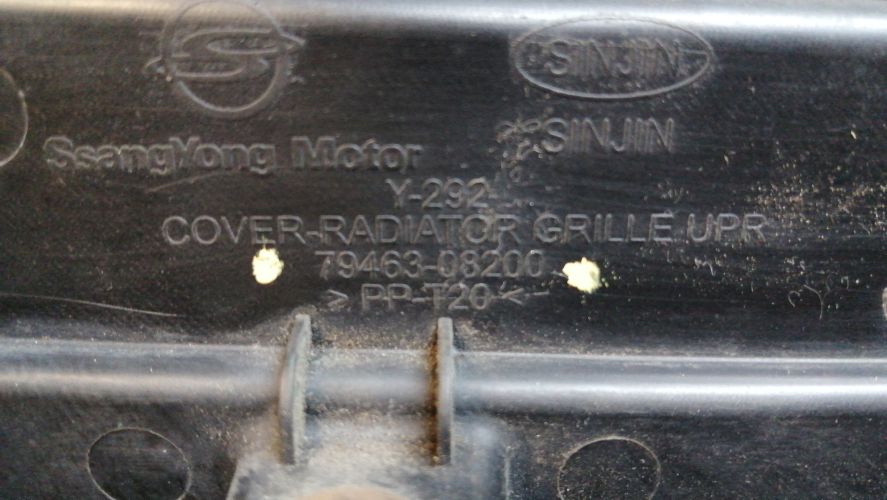 SINJIN
SsangYong Motor
SINJIN
Y-292
COVER-RADIATOR GRILLE UPR
79463-08200
> PP-T20 <